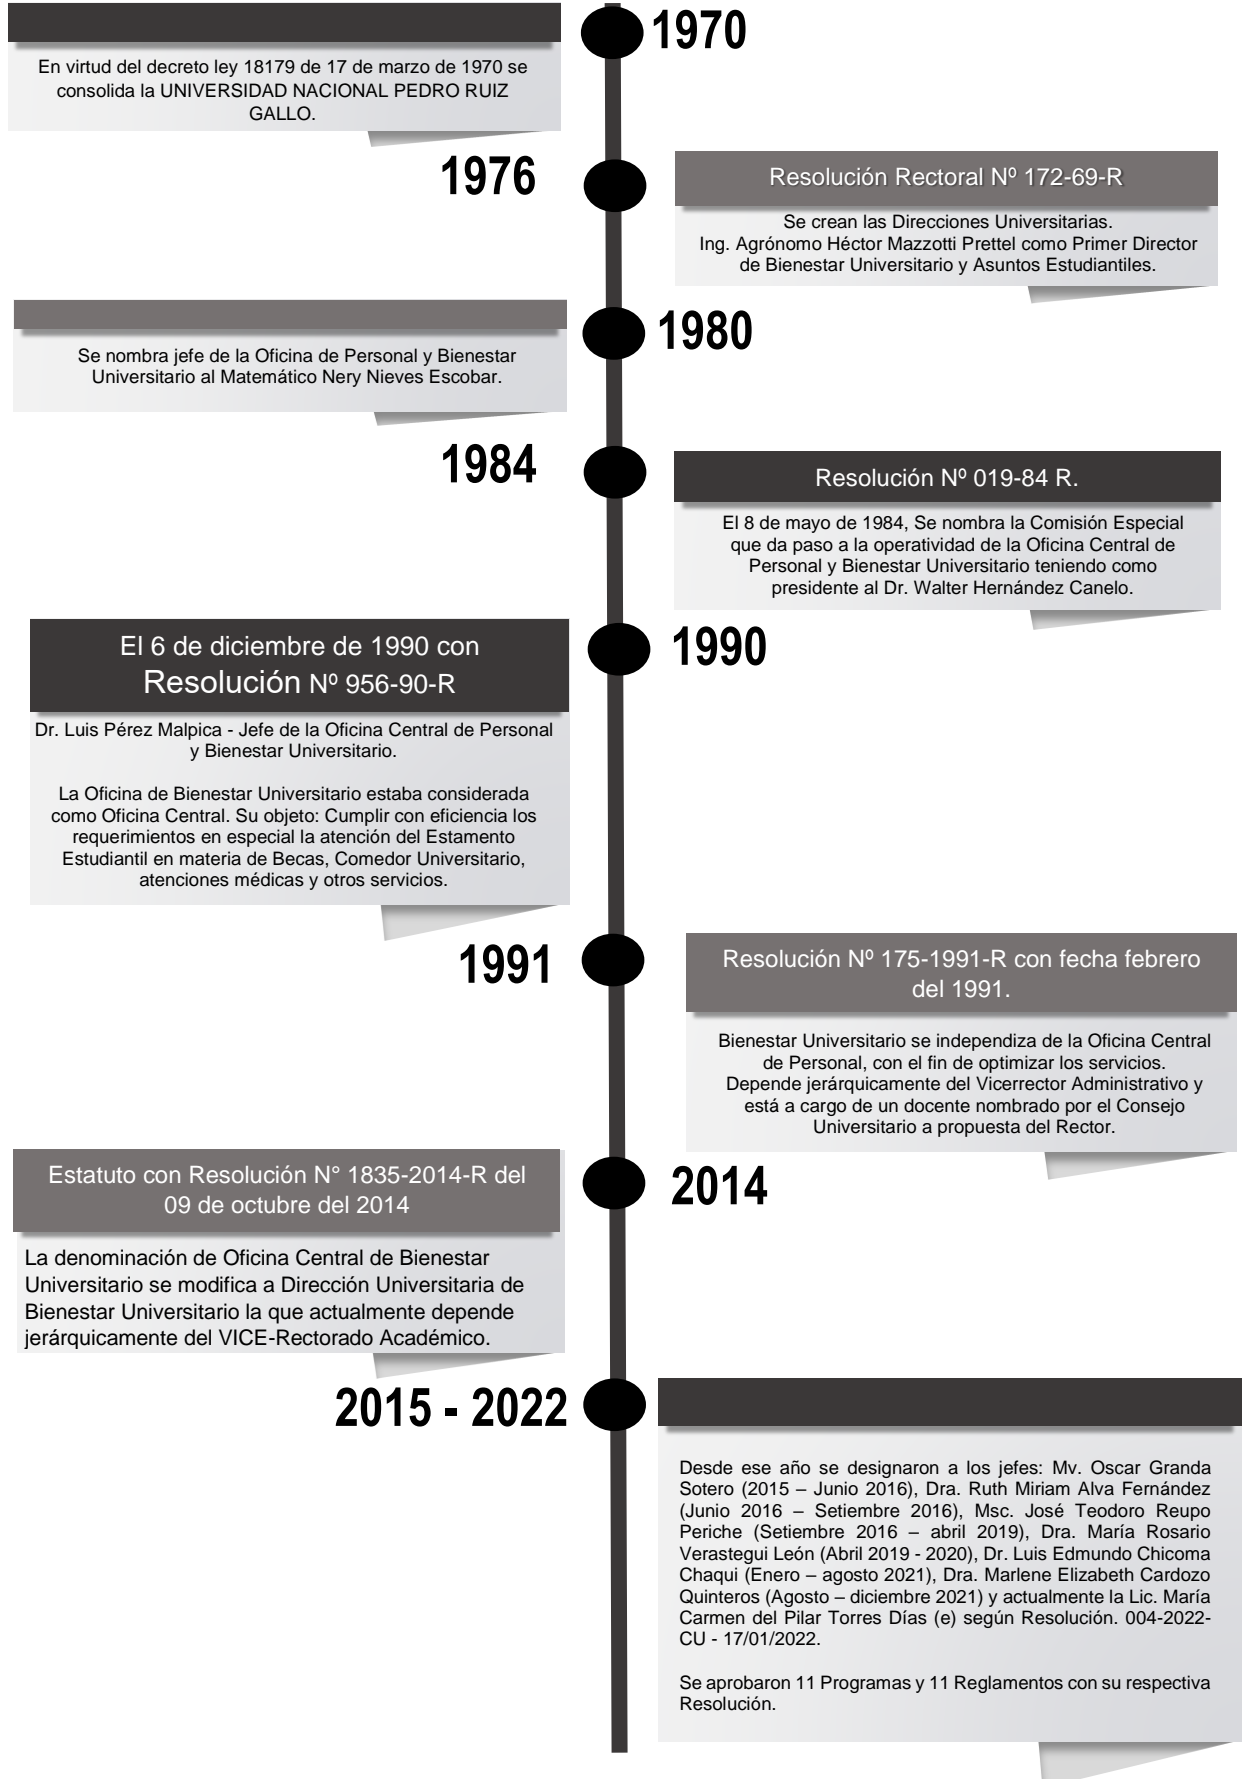 1970
En virtud del decreto ley 18179 de 17 de marzo de 1970 se
consolida la UNIVERSIDAD NACIONAL PEDRO RUIZ
GALLO.
1976
Resolución Rectoral Nº 172-69-R
Se crean las Direcciones Universitarias.
Ing. Agrónomo Héctor Mazzotti Prettel como Primer Director
de Bienestar Universitario y Asuntos Estudiantiles.
1980
Se nombra jefe de la Oficina de Personal y Bienestar
Universitario al Matemático Nery Nieves Escobar.
1984
Resolución Nº 019-84 R.
El 8 de mayo de 1984, Se nombra la Comisión Especial
que da paso a la operatividad de la Oficina Central de
Personal y Bienestar Universitario teniendo como
presidente al Dr. Walter Hernández Canelo.
1990
El 6 de diciembre de 1990 con
Resolución Nº 956-90-R
Dr. Luis Pérez Malpica - Jefe de la Oficina Central de Personal
y Bienestar Universitario.
La Oficina de Bienestar Universitario estaba considerada
como Oficina Central. Su objeto: Cumplir con eficiencia los
requerimientos en especial la atención del Estamento
Estudiantil en materia de Becas, Comedor Universitario,
atenciones médicas y otros servicios.
1991
Resolución Nº 175-1991-R con fecha febrero
del 1991.
Bienestar Universitario se independiza de la Oficina Central
de Personal, con el fin de optimizar los servicios.
Depende jerárquicamente del Vicerrector Administrativo y
está a cargo de un docente nombrado por el Consejo
Universitario a propuesta del Rector.
2014
Estatuto con Resolución N° 1835-2014-R del
09 de octubre del 2014
La denominación de Oficina Central de Bienestar
Universitario se modifica a Dirección Universitaria de
Bienestar Universitario la que actualmente depende
jerárquicamente del VICE-Rectorado Académico.
2015 - 2022
Desde ese año se designaron a los jefes: Mv. Oscar Granda
Sotero (2015 – Junio 2016), Dra. Ruth Miriam Alva Fernández
(Junio 2016 – Setiembre 2016), Msc. José Teodoro Reupo
Periche (Setiembre 2016 – abril 2019), Dra. María Rosario
Verastegui León (Abril 2019 - 2020), Dr. Luis Edmundo Chicoma
Chaqui (Enero – agosto 2021), Dra. Marlene Elizabeth Cardozo
Quinteros (Agosto – diciembre 2021) y actualmente la Lic. María
Carmen del Pilar Torres Días (e) según Resolución. 004-2022-
CU - 17/01/2022.
Se aprobaron 11 Programas y 11 Reglamentos con su respectiva
Resolución.